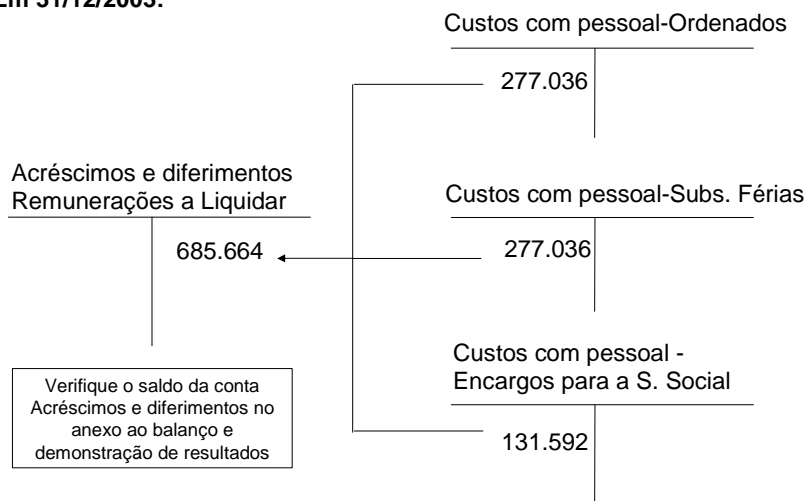 Em 31/12/2003:
Custos com pessoal-Ordenados
277.036
Acréscimos e diferimentos
Remunerações a Liquidar
685.664
Custos com pessoal-Subs. Férias
277.036
Custos com pessoal -
Encargos para a S. Social
131.592
Verifique o saldo da conta
Acréscimos e diferimentos no
anexo ao balanço e
demonstração de resultados